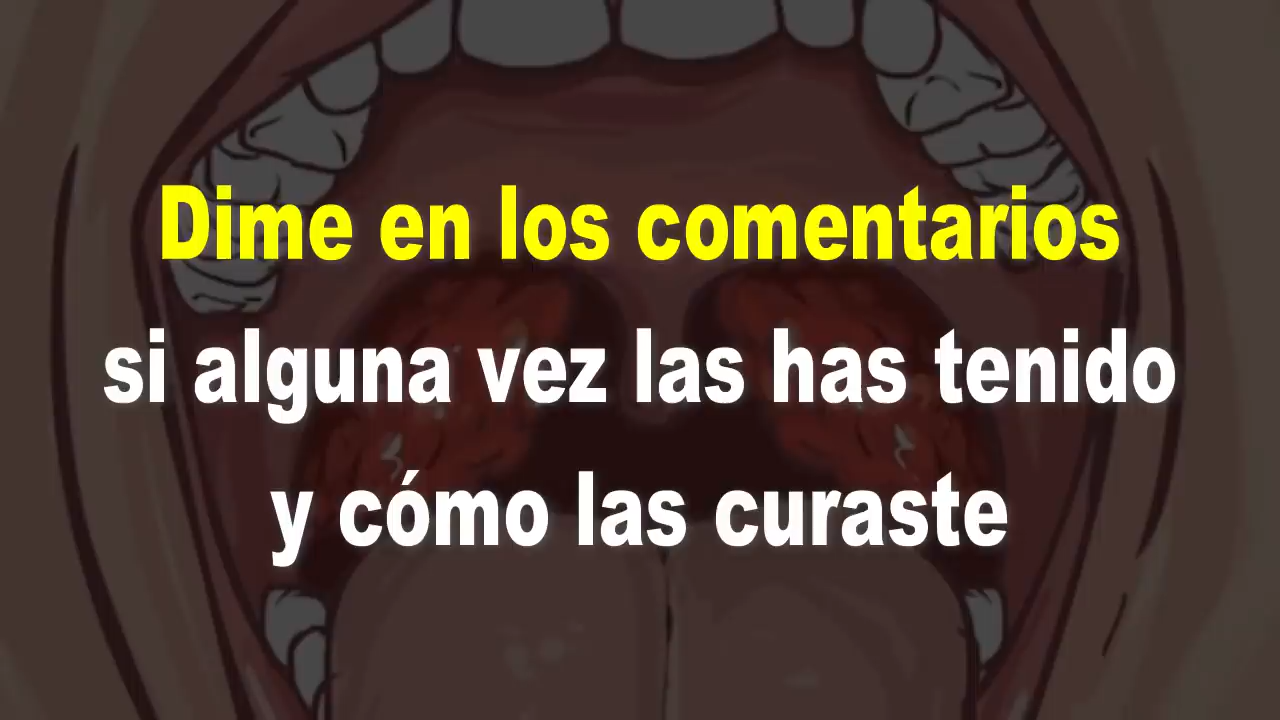 Dime en los comentarios
si alguna vez las has tenido
y cómo las curaste